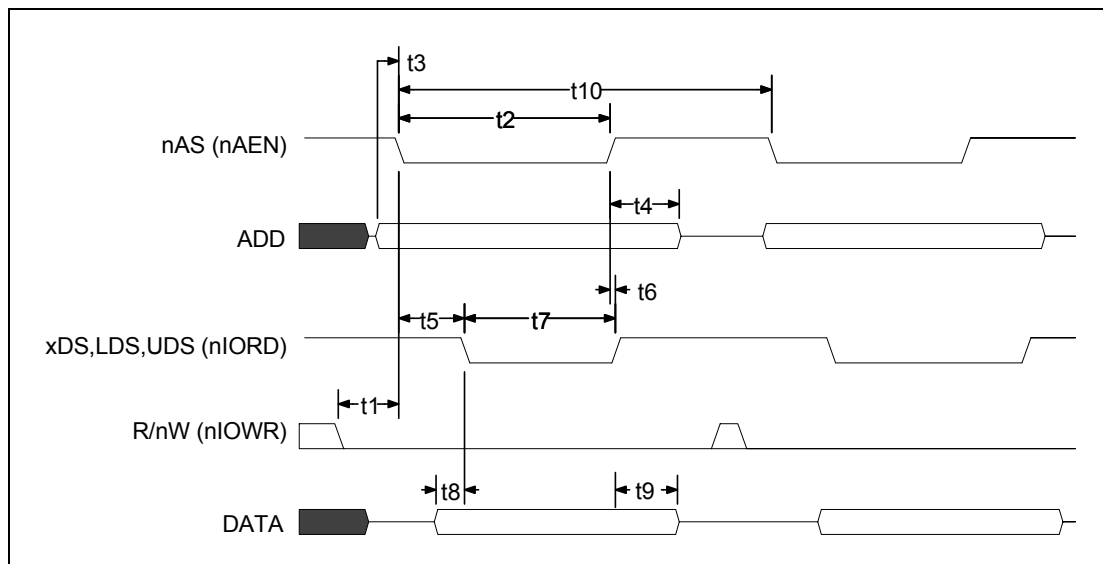 t3
t10
t2
nAS (nAEN)
t4
ADD
t6
t5
t7
xDS,LDS,UDS (nIORD)
t1
R/nW (nIOWR)
t8
t9
DATA